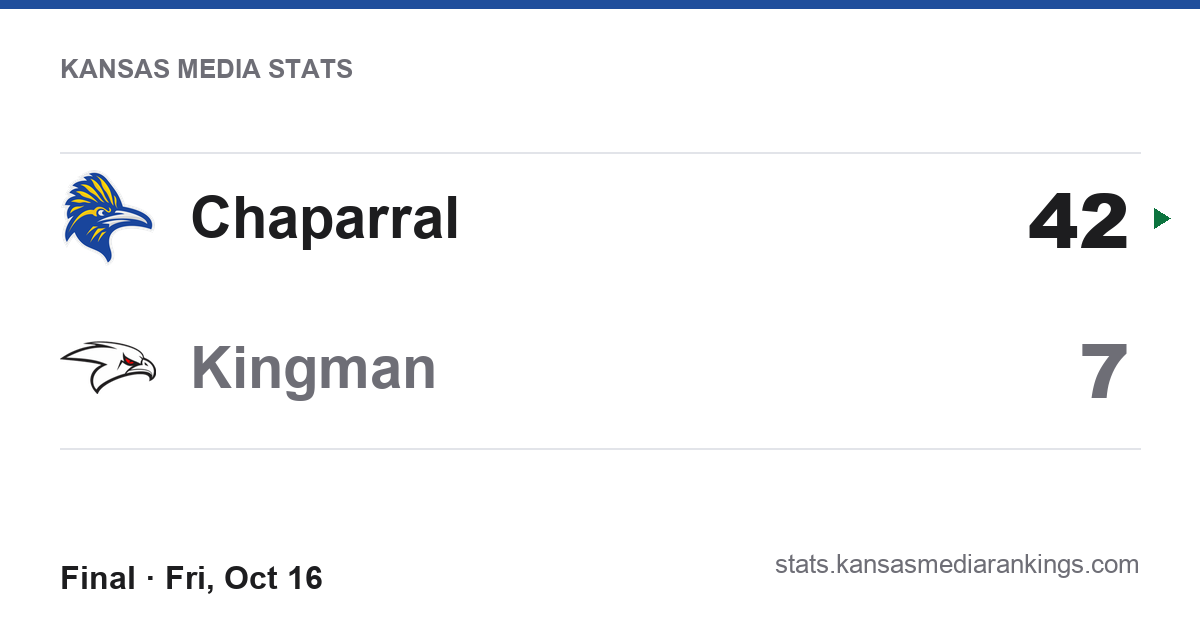 KANSAS MEDIA STATS
Chaparral 42
Kingman 7
Final · Fri, Oct 16
stats.kansasmediarankings.com